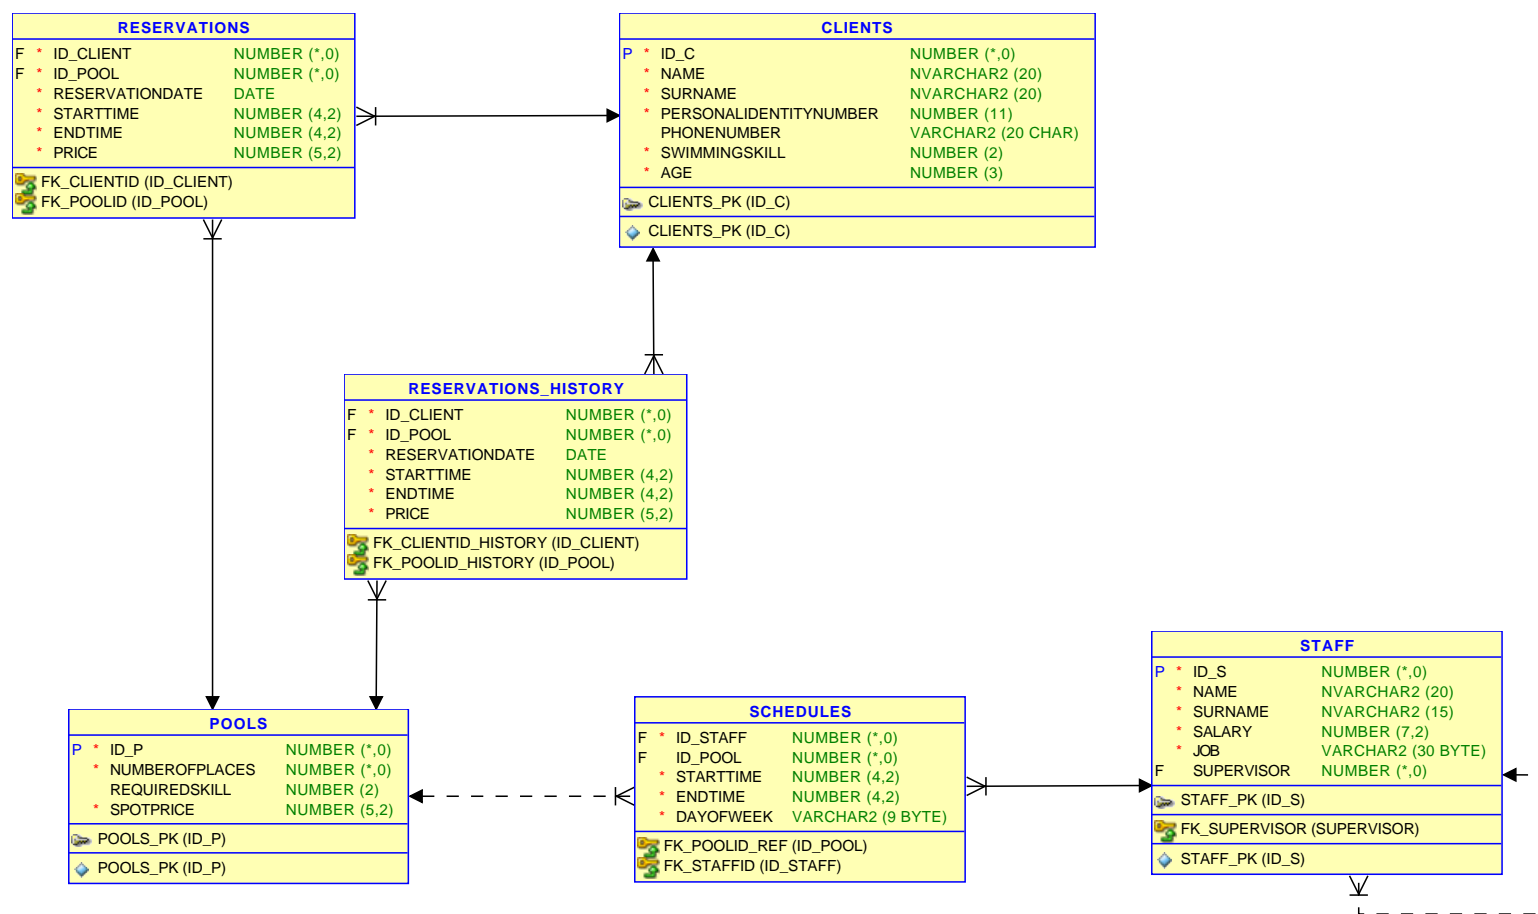 RESERVATIONS
F * ID_CLIENT NUMBER (*,0)
F * ID_POOL NUMBER (*,0)
* RESERVATIONDATE DATE
* STARTTIME NUMBER (4,2)
* ENDTIME NUMBER (4,2)
* PRICE NUMBER (5,2)
FK_CLIENTID (ID_CLIENT)
FK_POOLID (ID_POOL)
CLIENTS
P * ID_C NUMBER (*,0)
* NAME NVARCHAR2 (20)
* SURNAME NVARCHAR2 (20)
* PERSONALIDENTITYNUMBER NUMBER (11)
PHONENUMBER VARCHAR2 (20 CHAR)
* SWIMMINGSKILL NUMBER (2)
* AGE NUMBER (3)
CLIENTS_PK (ID_C)
CLIENTS_PK (ID_C)
RESERVATIONS_HISTORY
F * ID_CLIENT NUMBER (*,0)
F * ID_POOL NUMBER (*,0)
* RESERVATIONDATE DATE
* STARTTIME NUMBER (4,2)
* ENDTIME NUMBER (4,2)
* PRICE NUMBER (5,2)
FK_CLIENTID_HISTORY (ID_CLIENT)
FK_POOLID_HISTORY (ID_POOL)
POOLS
P * ID_P NUMBER (*,0)
* NUMBEROFPLACES NUMBER (*,0)
REQUIREDSKILL NUMBER (2)
* SPOTPRICE NUMBER (5,2)
POOLS_PK (ID_P)
POOLS_PK (ID_P)
SCHEDULES
F * ID_STAFF NUMBER (*,0)
F ID_POOL NUMBER (*,0)
* STARTTIME NUMBER (4,2)
* ENDTIME NUMBER (4,2)
* DAYOFWEEK VARCHAR2 (9 BYTE)
FK_POOLID_REF (ID_POOL)
FK_STAFFID (ID_STAFF)
STAFF
P * ID_S NUMBER (*,0)
* NAME NVARCHAR2 (20)
* SURNAME NVARCHAR2 (15)
* SALARY NUMBER (7,2)
* JOB VARCHAR2 (30 BYTE)
F SUPERVISOR NUMBER (*,0)
STAFF_PK (ID_S)
FK_SUPERVISOR (SUPERVISOR)
STAFF_PK (ID_S)